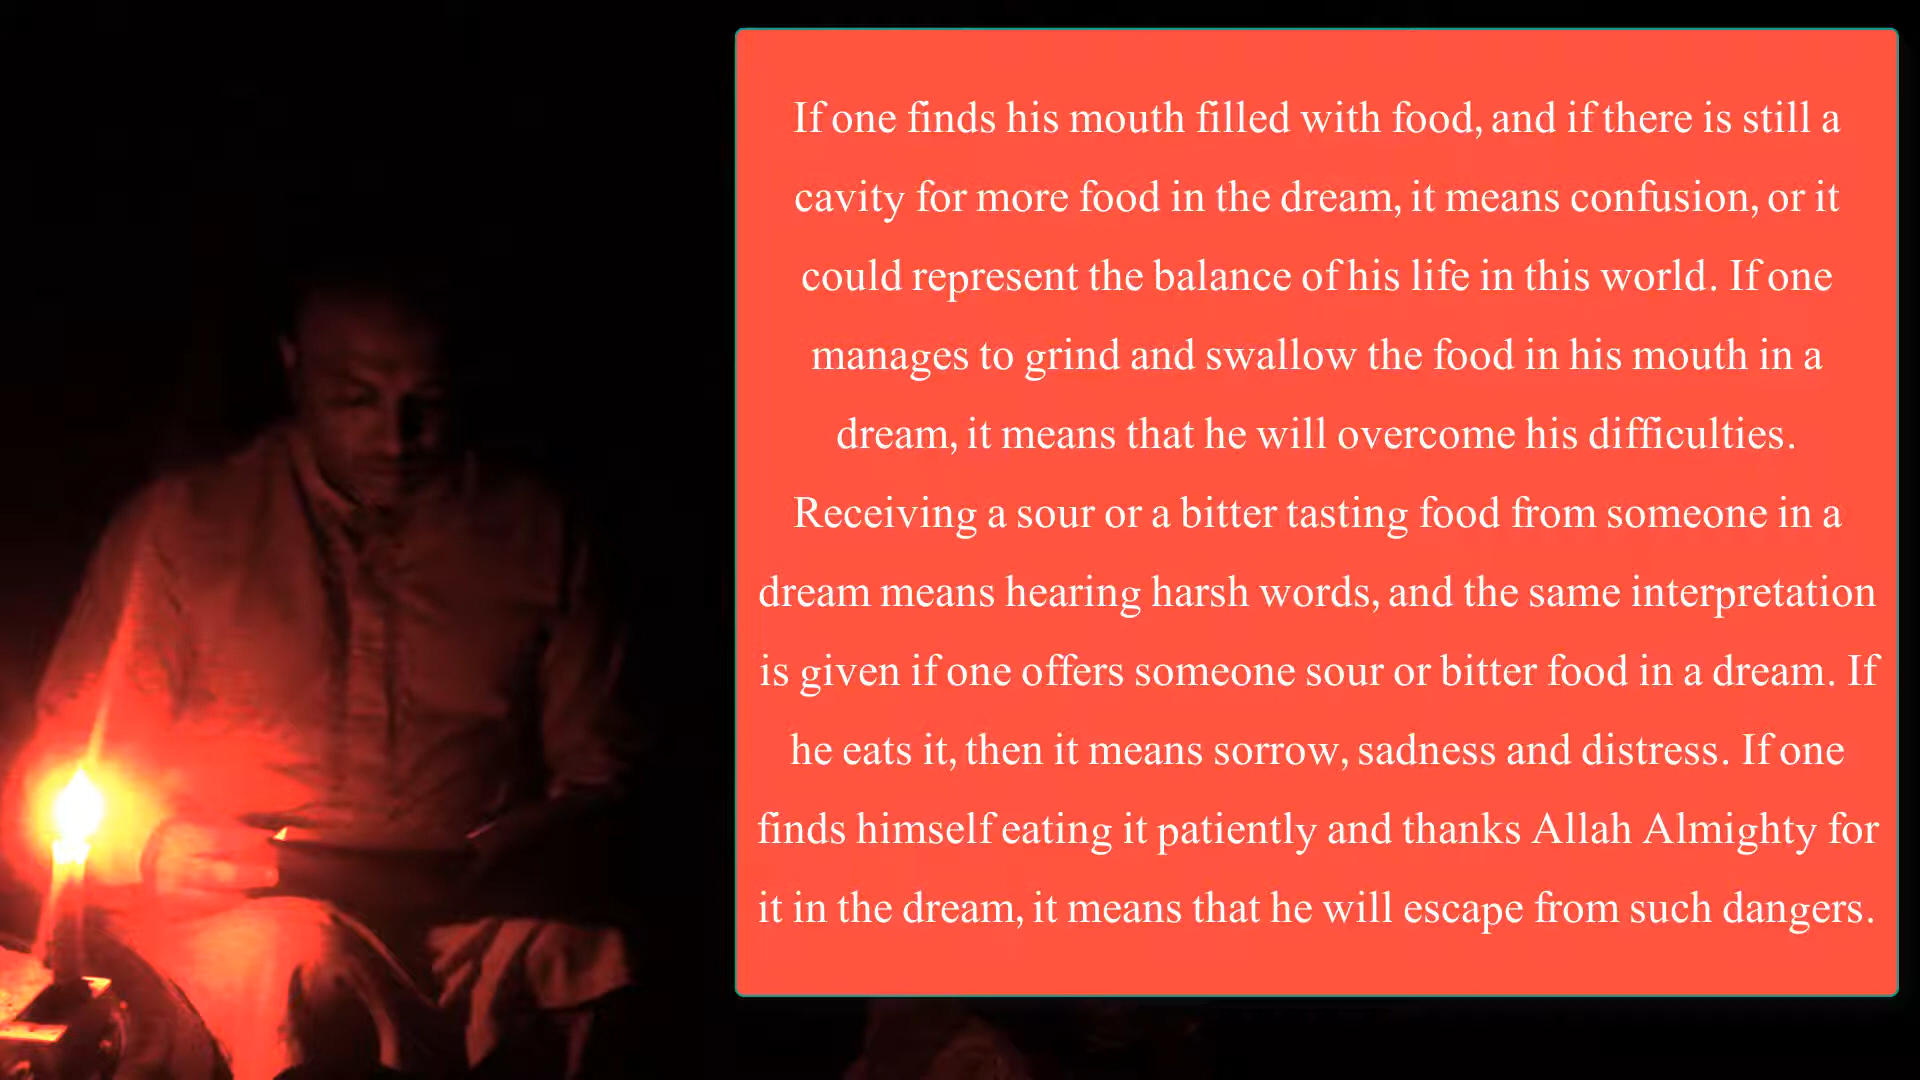 If one finds his mouth filled with food, and if there is still a
cavity for more food in the dream, it means confusion, or it
could represent the balance of his life in this world. If one
manages to grind and swallow the food in his mouth in a
dream, it means that he will overcome his difficulties.
Receiving a sour or a bitter tasting food from someone in a
dream means hearing harsh words, and the same interpretation
is given if one offers someone sour or bitter food in a dream. If
he eats it, then it means sorrow, sadness and distress. If one
finds himself eating it patiently and thanks Allah Almighty for
it in the dream, it means that he will escape from such dangers.